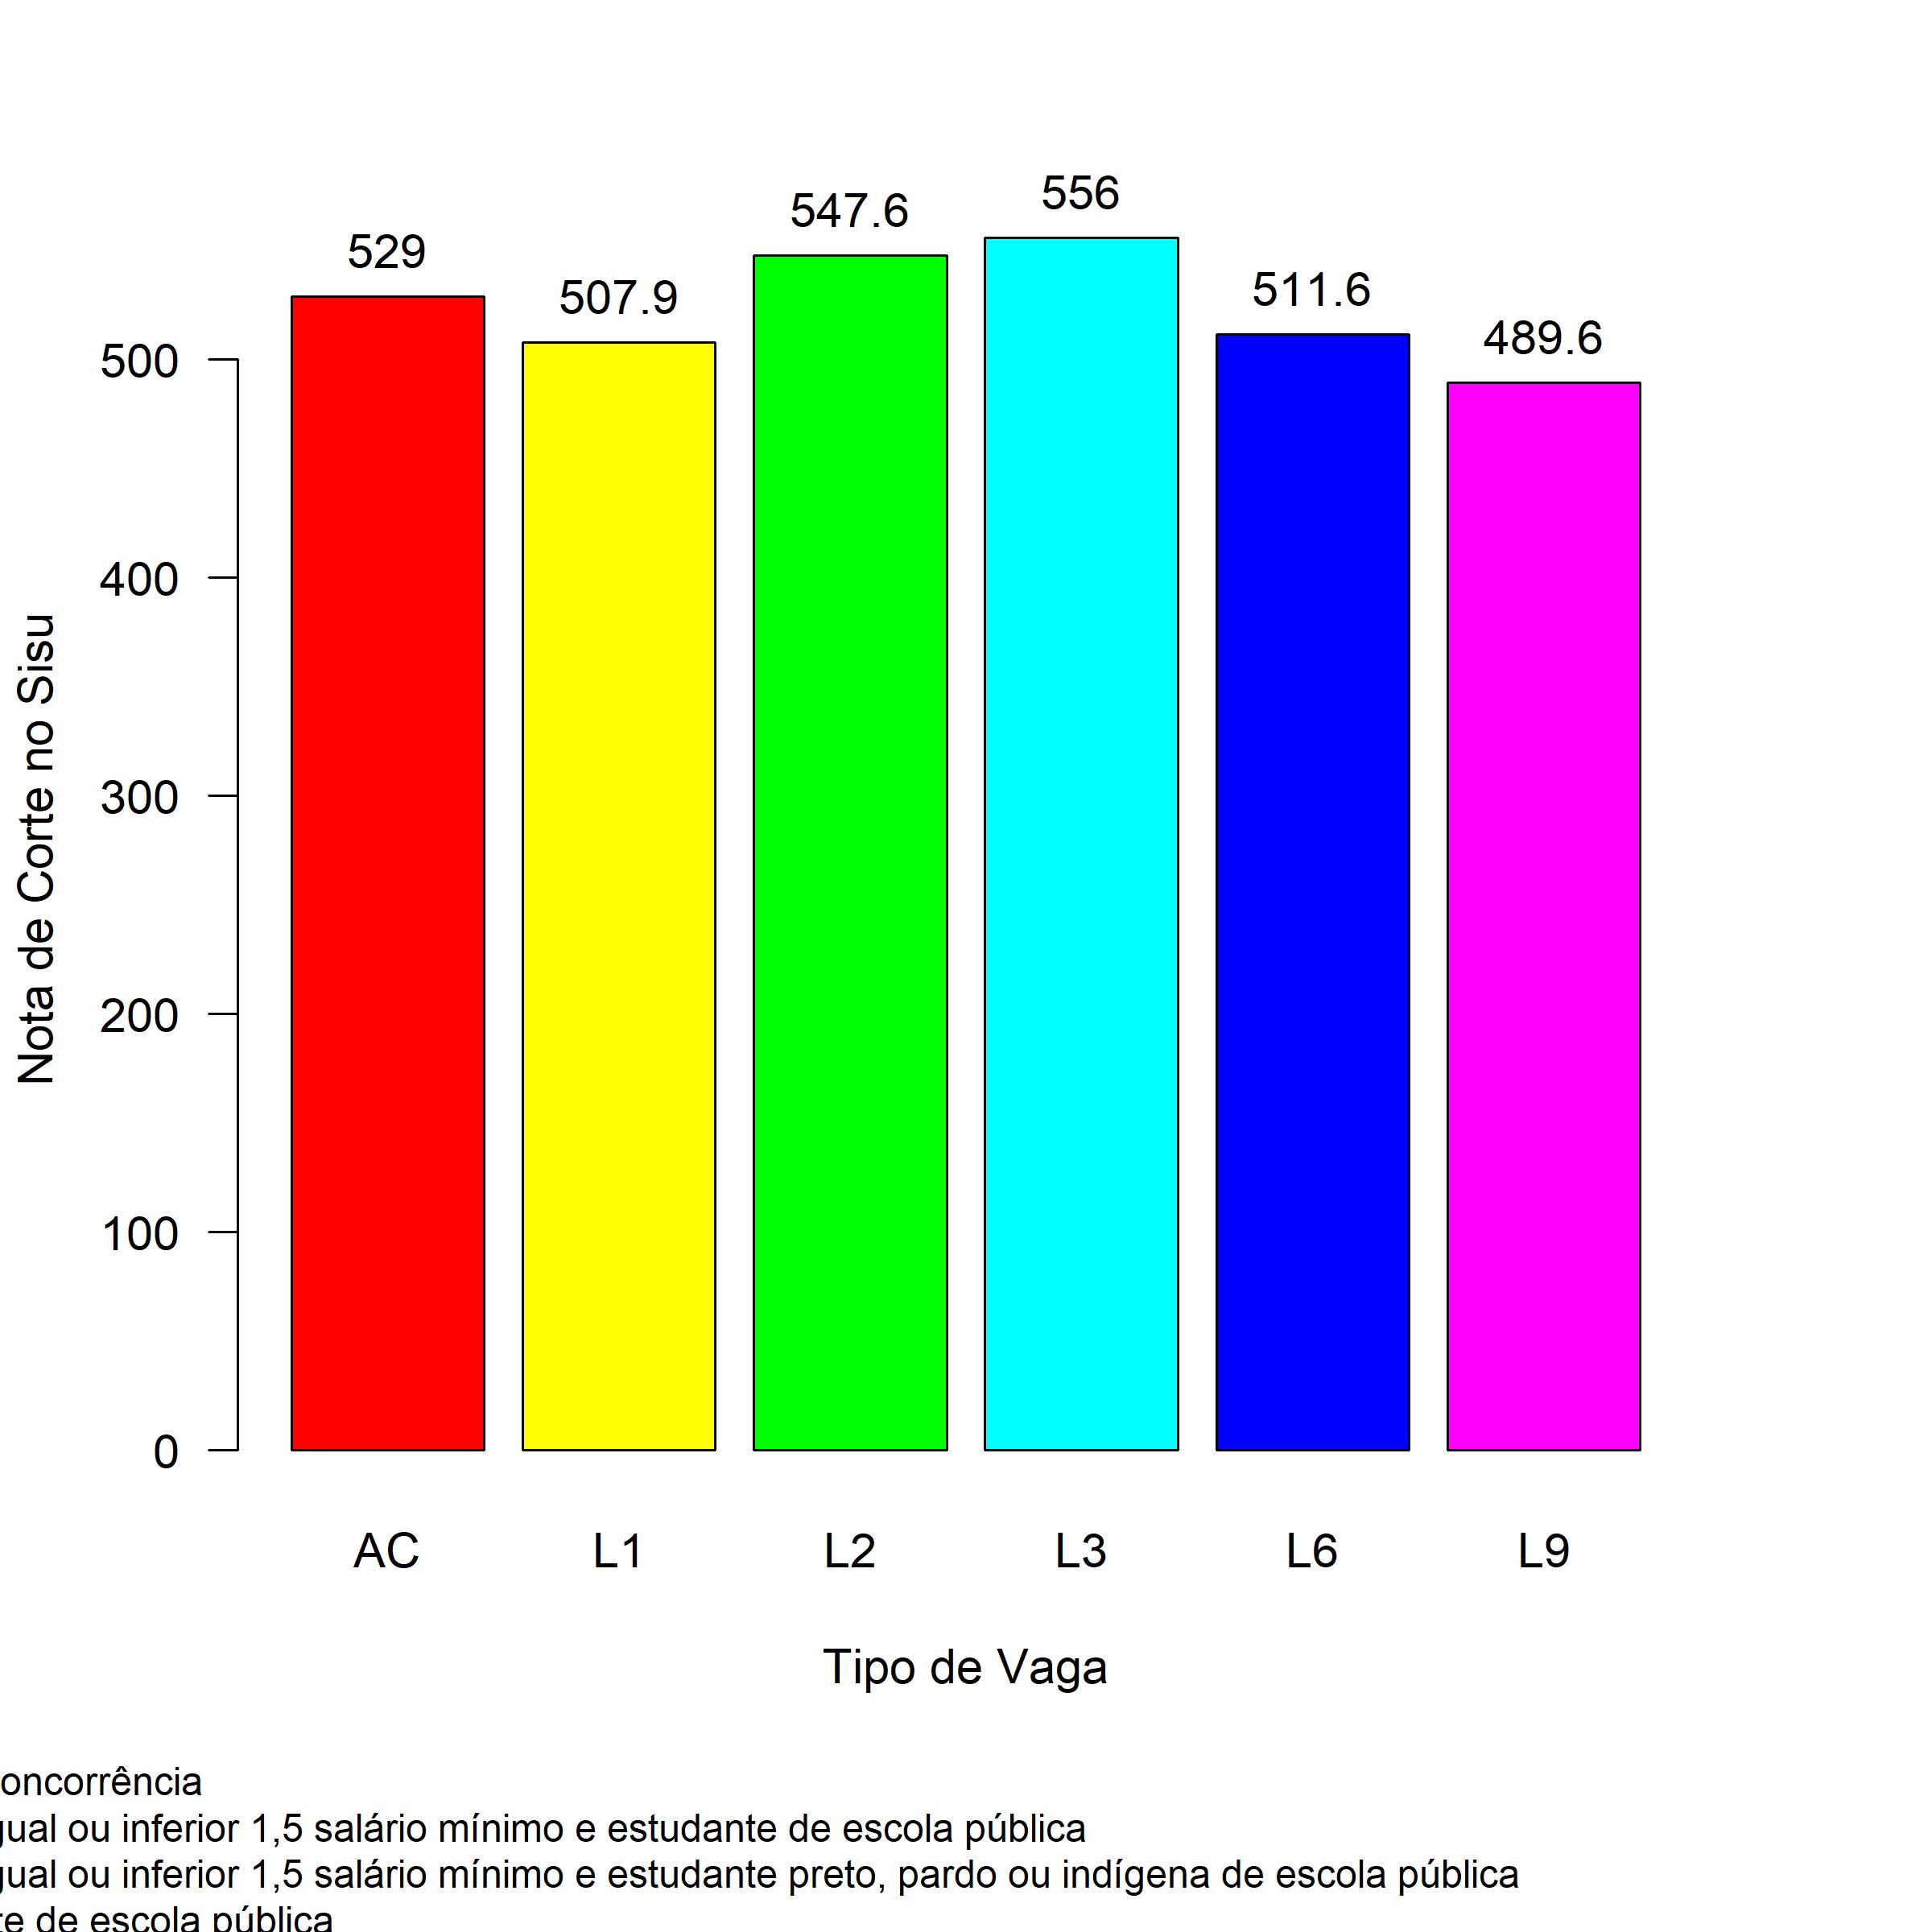 529
507.9
547.6
556
511.6
489.6
500
400
300
200
100
0
Nota de Corte no Sisu
AC
L1
L2
L3
L6
L9
Tipo de Vaga
oncorrência
gual ou inferior 1,5 salário mínimo e estudante de escola pública
gual ou inferior 1,5 salário mínimo e estudante preto, pardo ou indígena de escola pública
te de escola pública